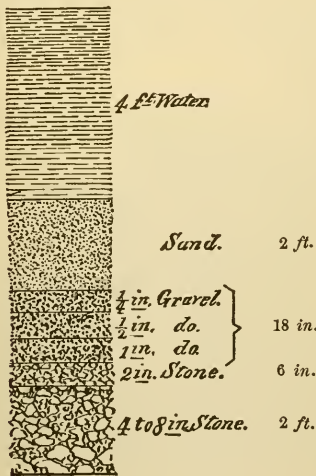 4 ft. Water.
Sand. 2 ft.
1/4 in. Gravel.
1/2 in. do.
18 in.
1 in. do.
2 in. Stone. 6 in.
4 to 8 in Stone. 2 ft.